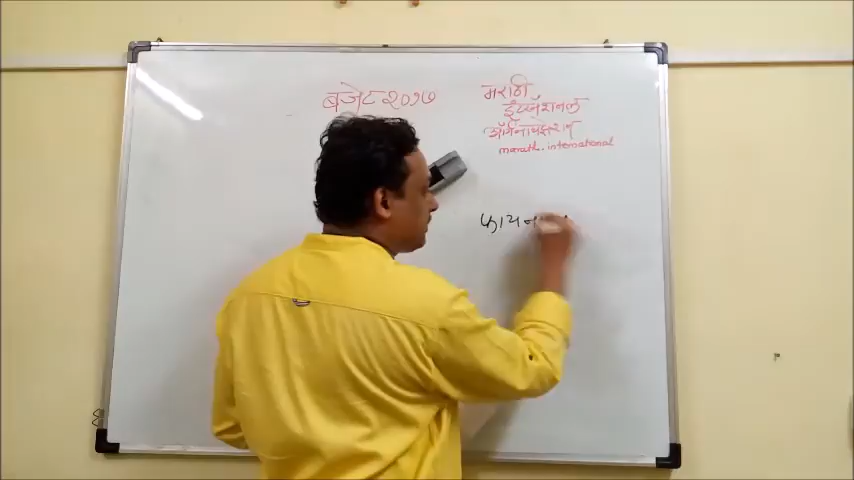 बजेट २०१७
मराठी
इंटरनॅशनल
ऑर्गनायझेशन
marathi.international